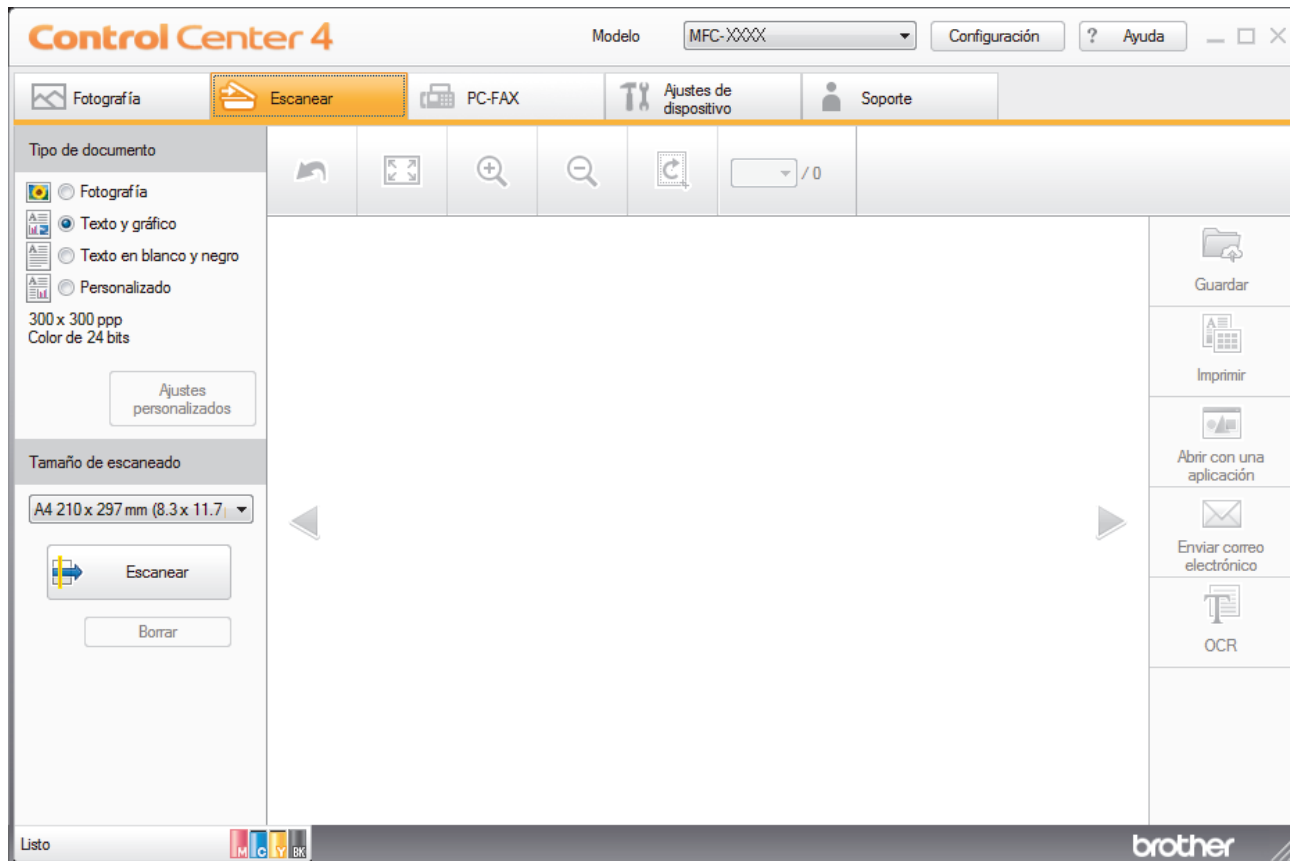 Control Center 4
Modelo
MFC-XXXX
Configuración
? Ayuda
Fotografía
Escanear
PC-FAX
Ajustes de
dispositivo
Soporte
Tipo de documento
Fotografía
Texto y gráfico
Texto en blanco y negro
Personalizado
300 x 300 ppp
Color de 24 bits
Ajustes
personalizados
Tamaño de escaneado
A4 210 x 297 mm (8.3 x 11.7
Escanear
Borrar
/ 0
Guardar
Imprimir
Abrir con una
aplicación
Enviar correo
electrónico
OCR
Listo
M C Y BK
brother